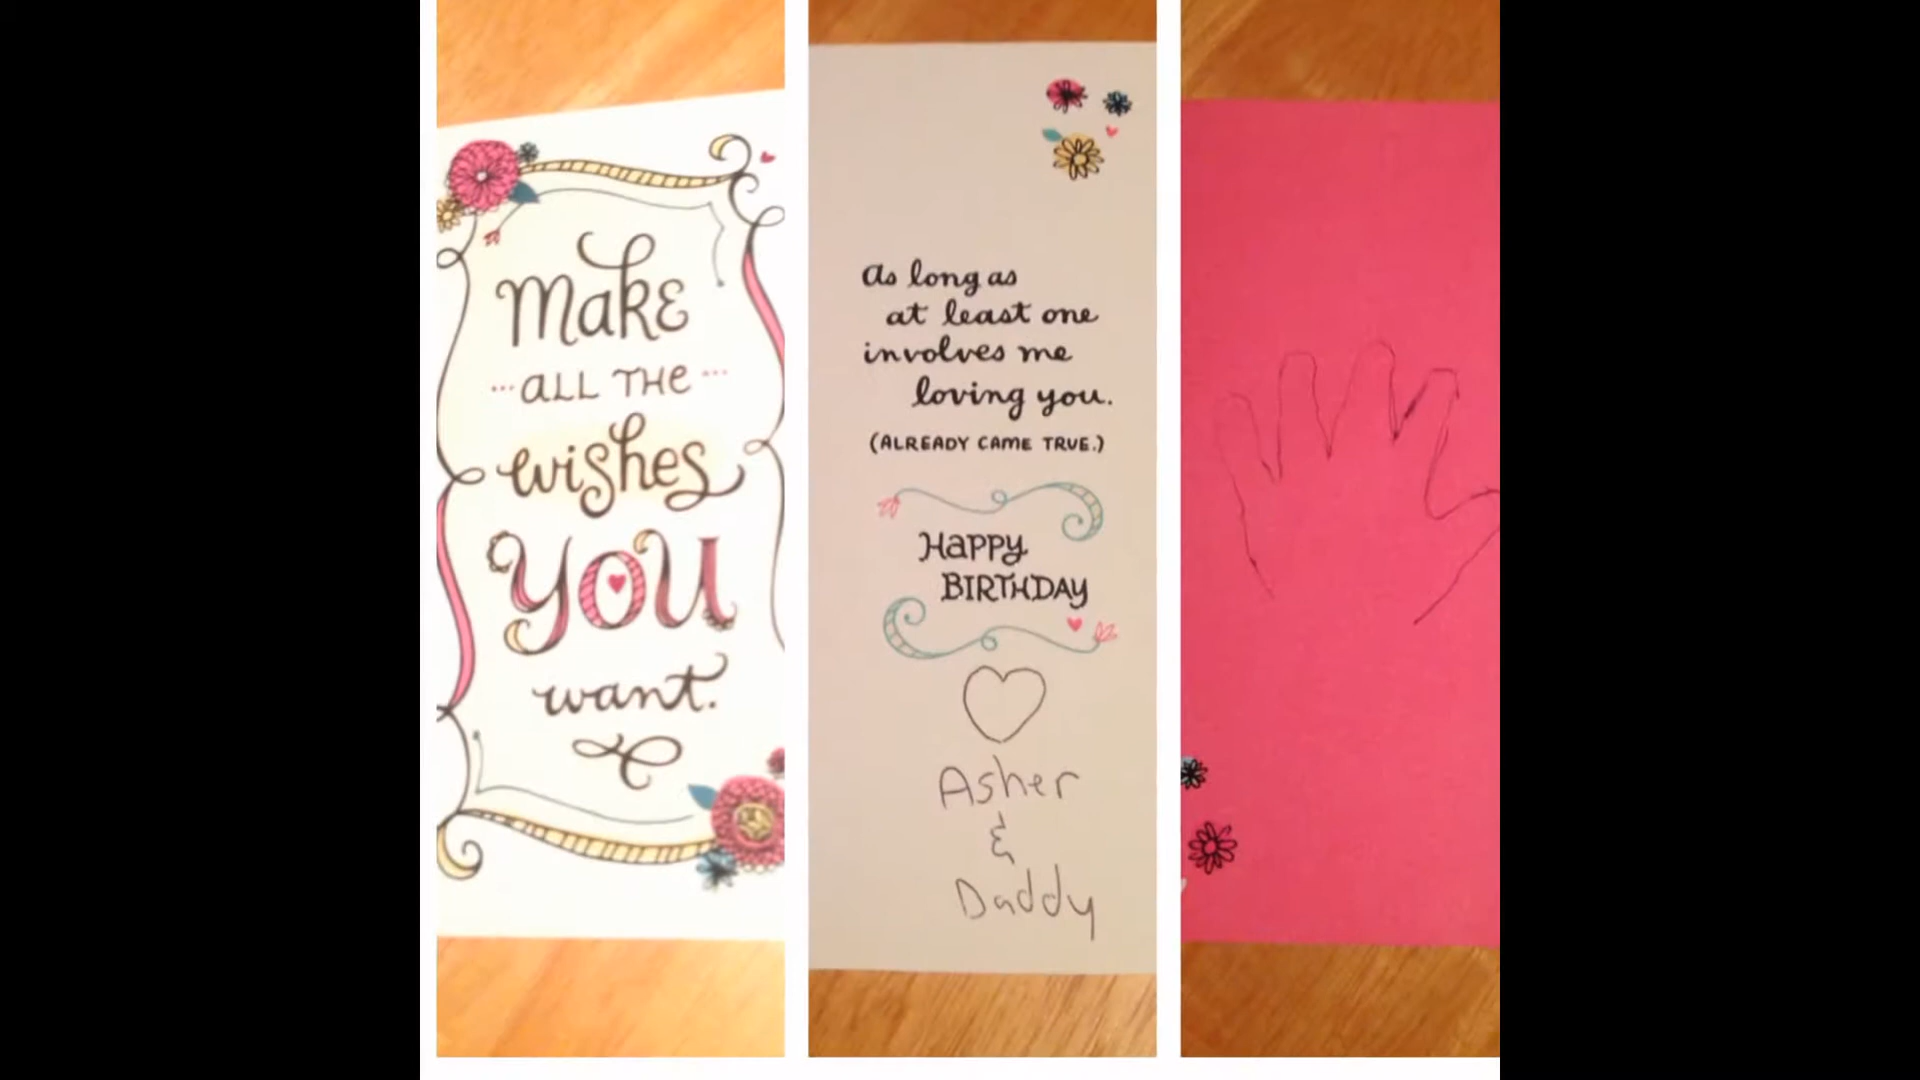 Make
ALL THE
wishes
YOU
want.
As long as
at least one
involves me
loving you.
(ALREADY CAME TRUE.)
HAPPY
BIRTHDAY
Asher
&
Daddy